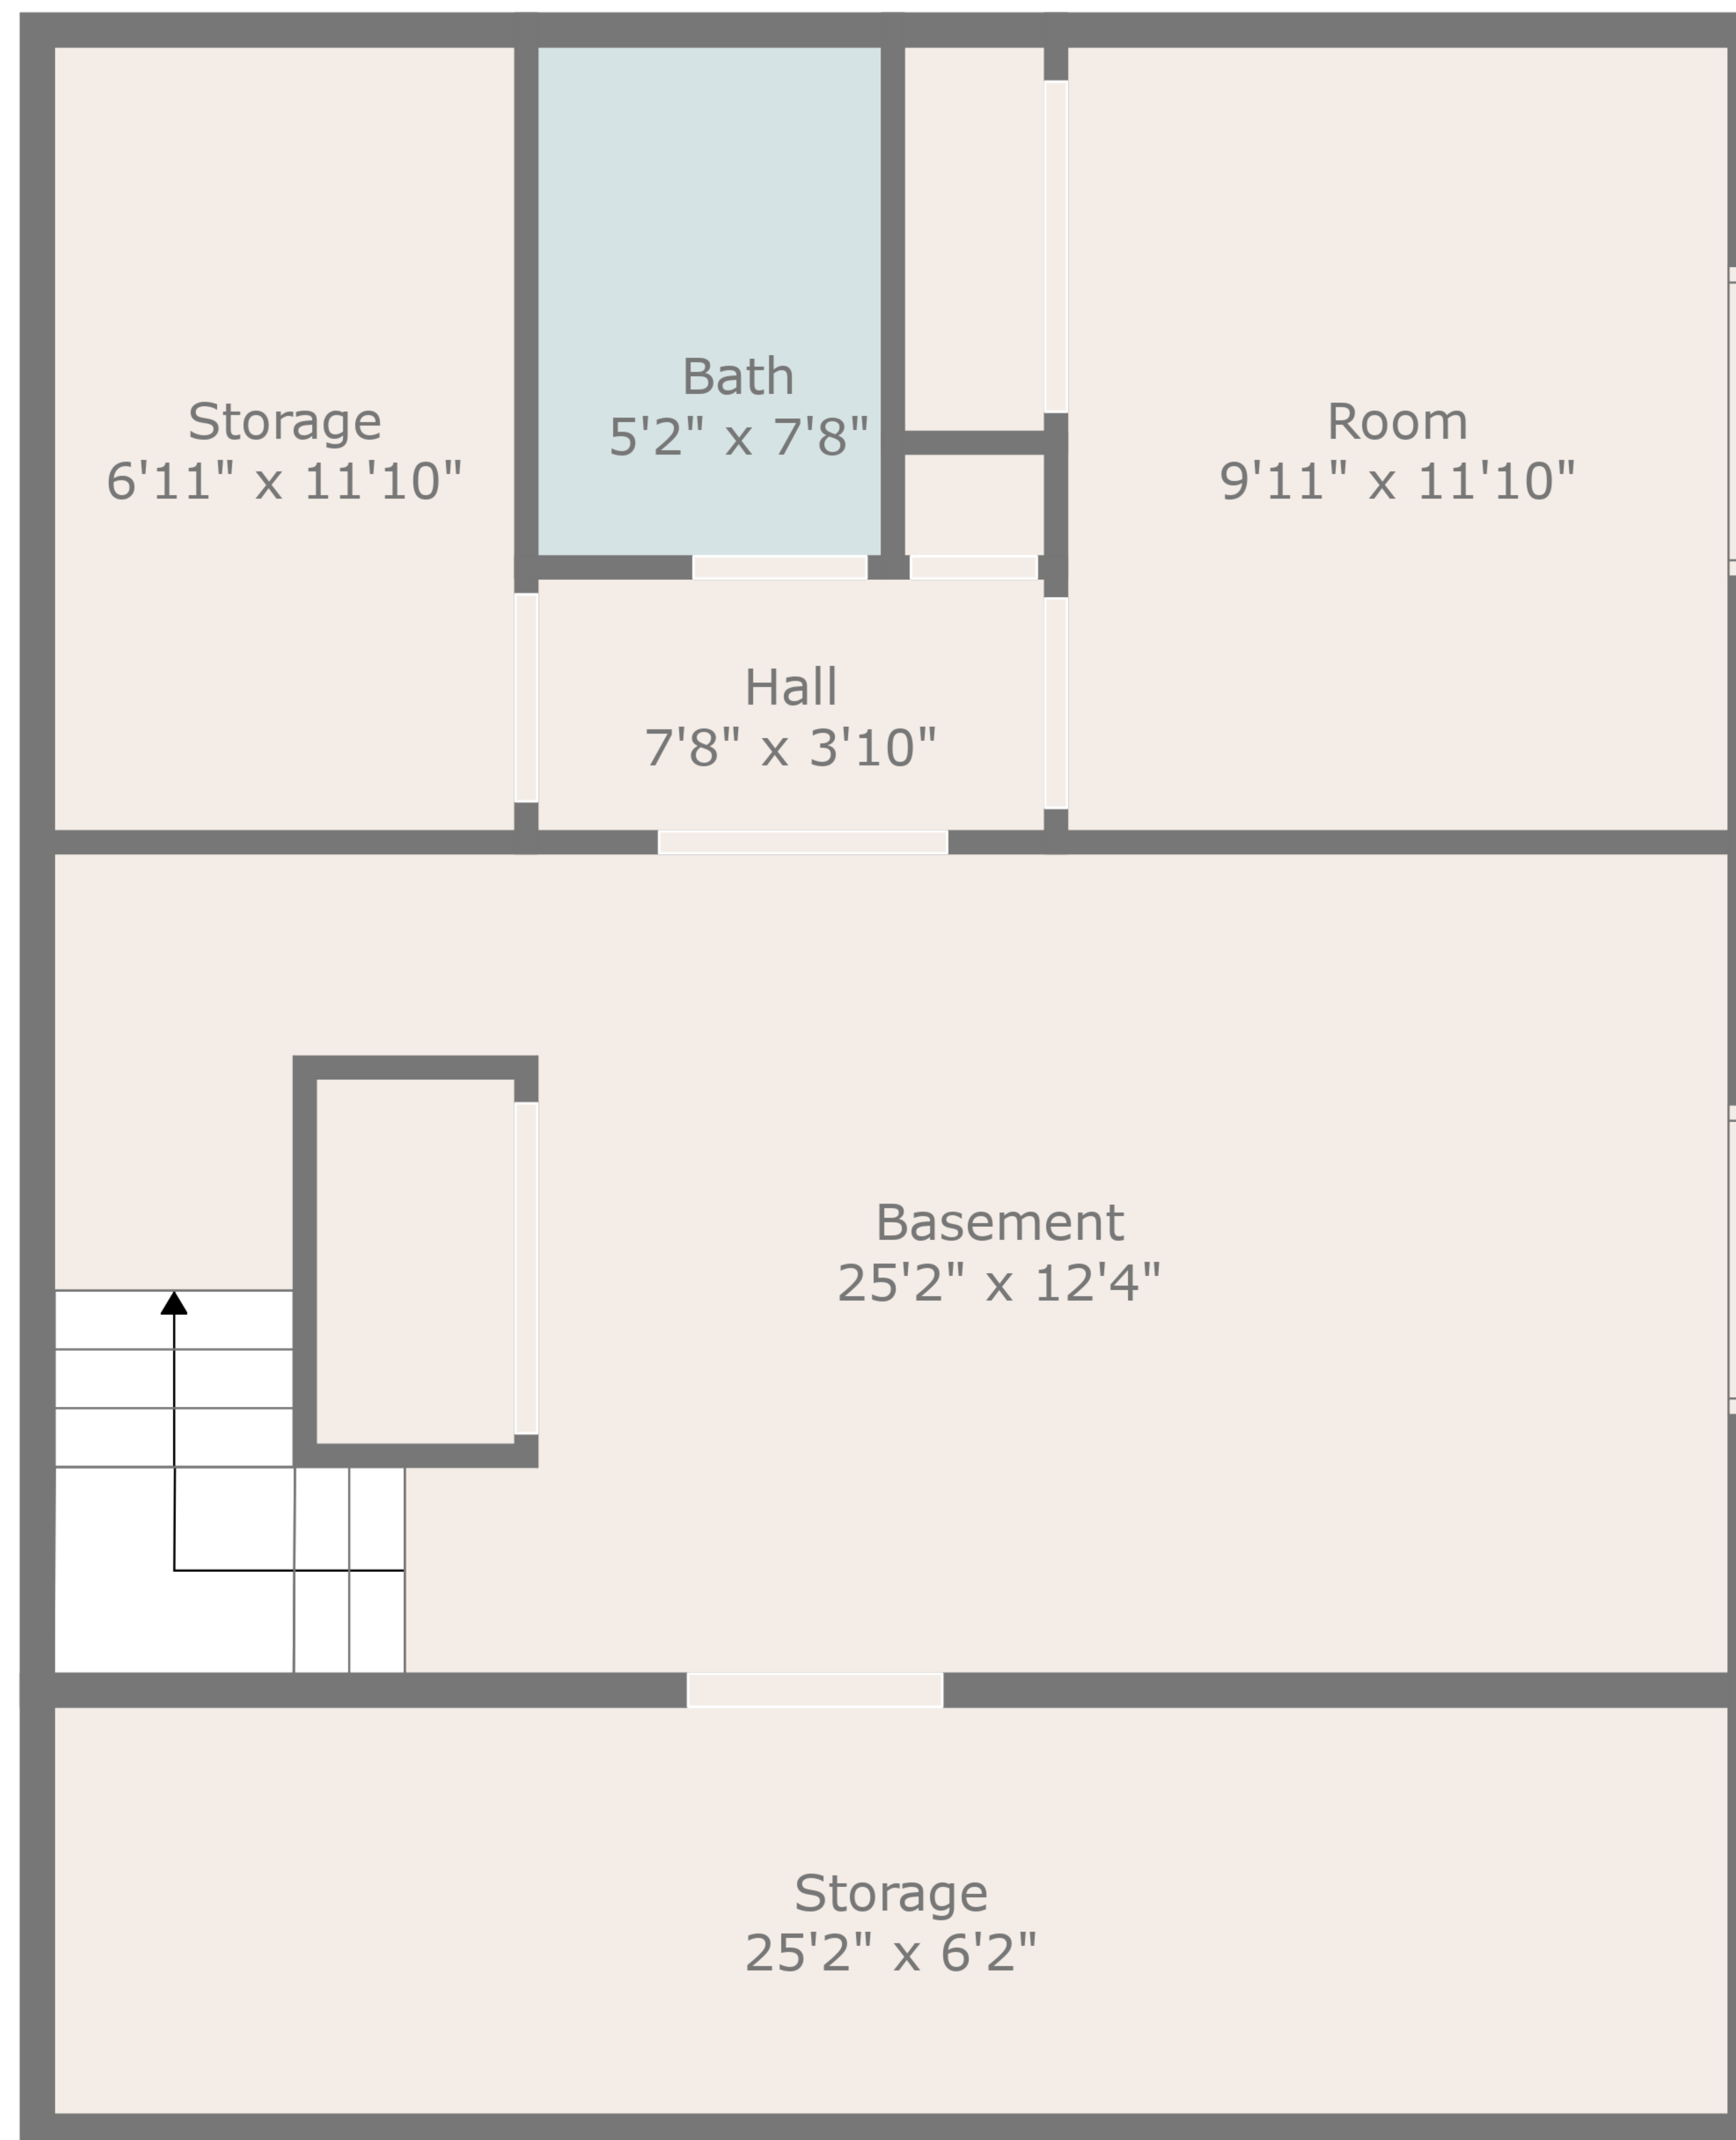 Bath
5'2" x 7'8"
Storage
6'11" x 11'10"
Room
9'11" x 11'10"
Hall
7'8" x 3'10"
Basement
25'2" x 12'4"
Storage
25'2" x 6'2"